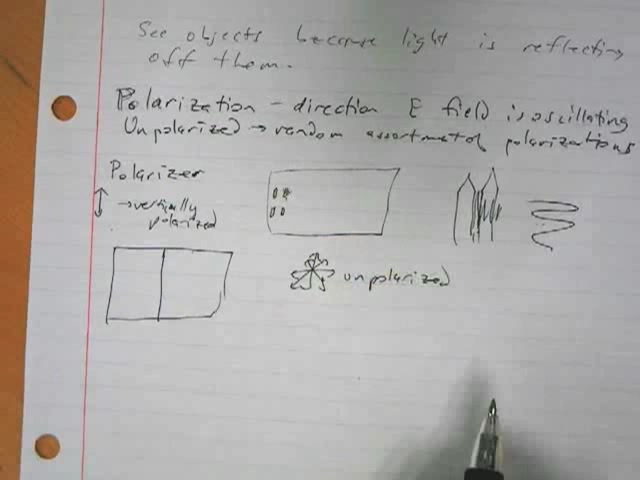 See objects because light is reflecting
off them.
Polarization - direction E field is oscillating
Unpolarized → random assortment of polarizations
Polarizer
→ vertically
polarized
unpolarized